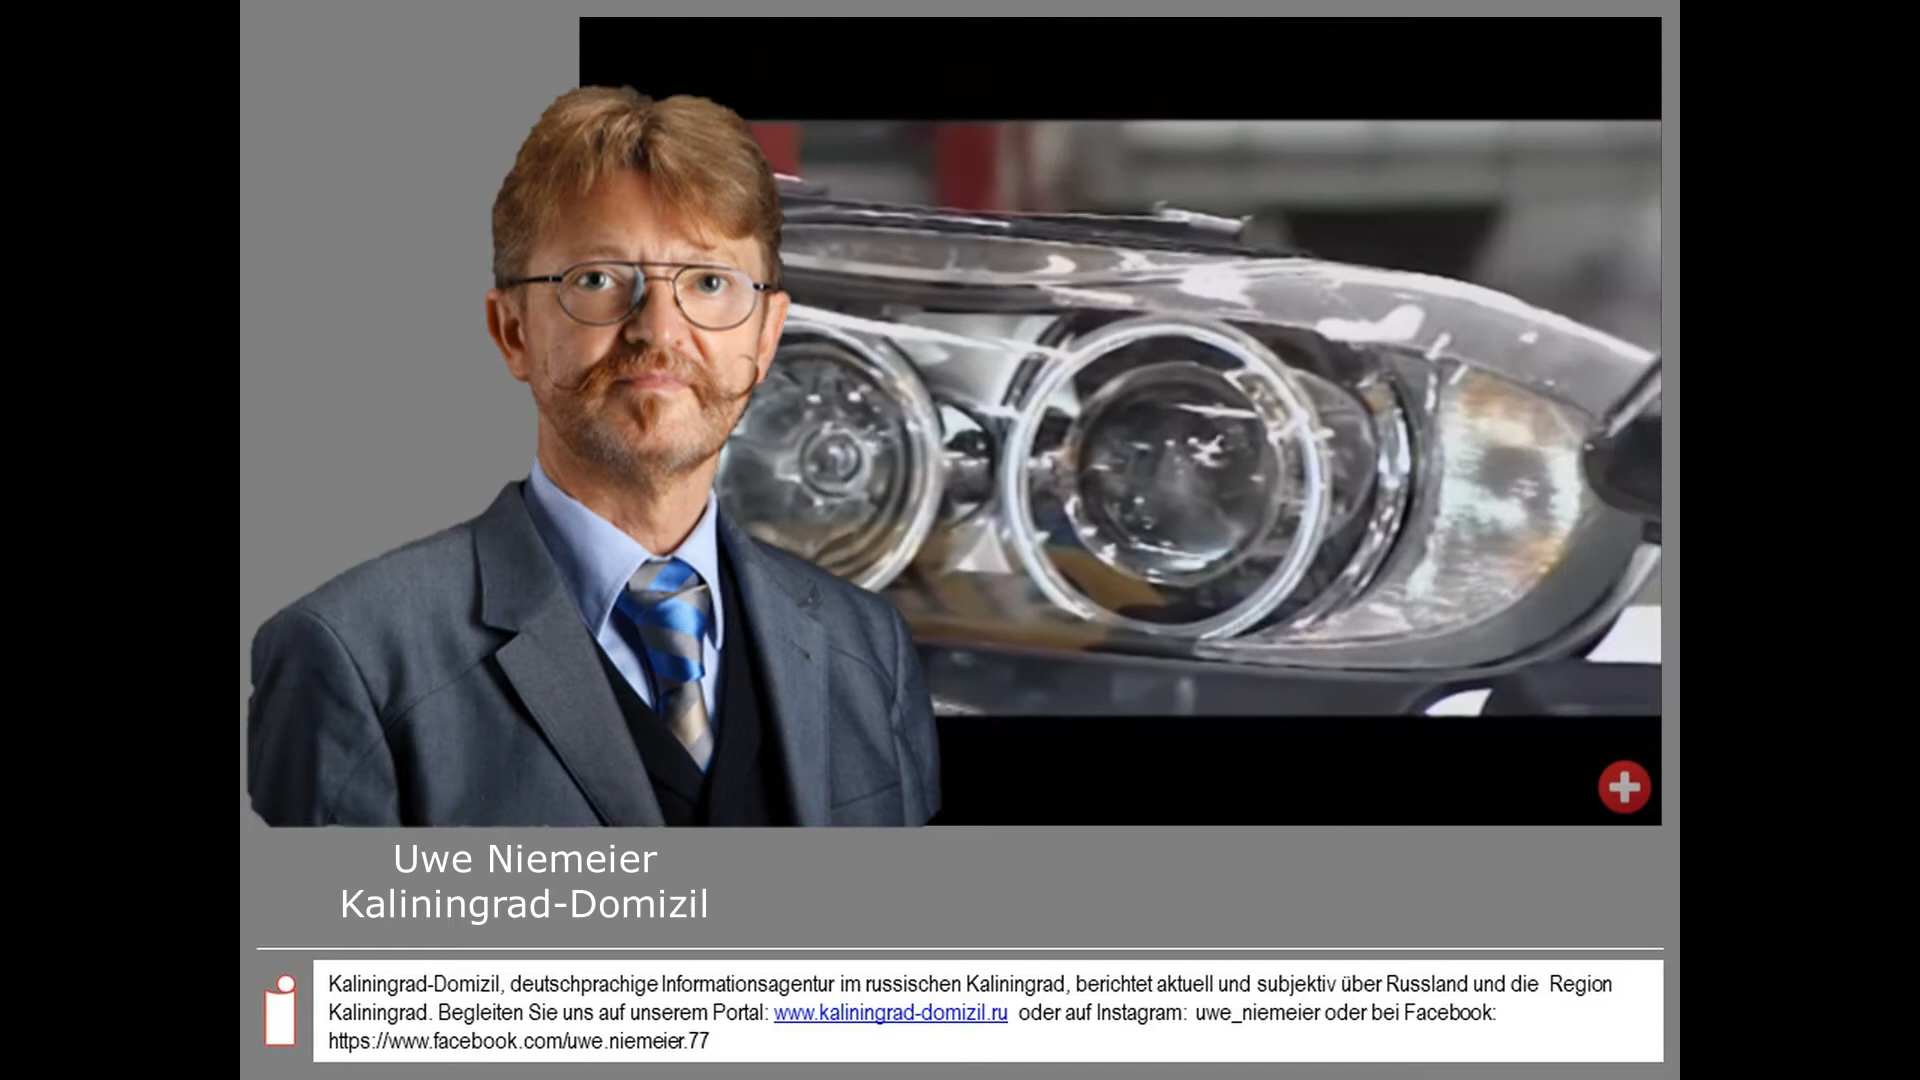 Uwe Niemeier
Kaliningrad-Domizil
Kaliningrad-Domizil, deutschprachige Informationsagentur im russischen Kaliningrad, berichtet aktuell und subjektiv über Russland und die Region
Kaliningrad. Begleiten Sie uns auf unserem Portal: www.kaliningrad-domizil.ru oder auf Instagram: uwe_niemeier oder bei Facebook:
https://www.facebook.com/uwe.niemeier.77